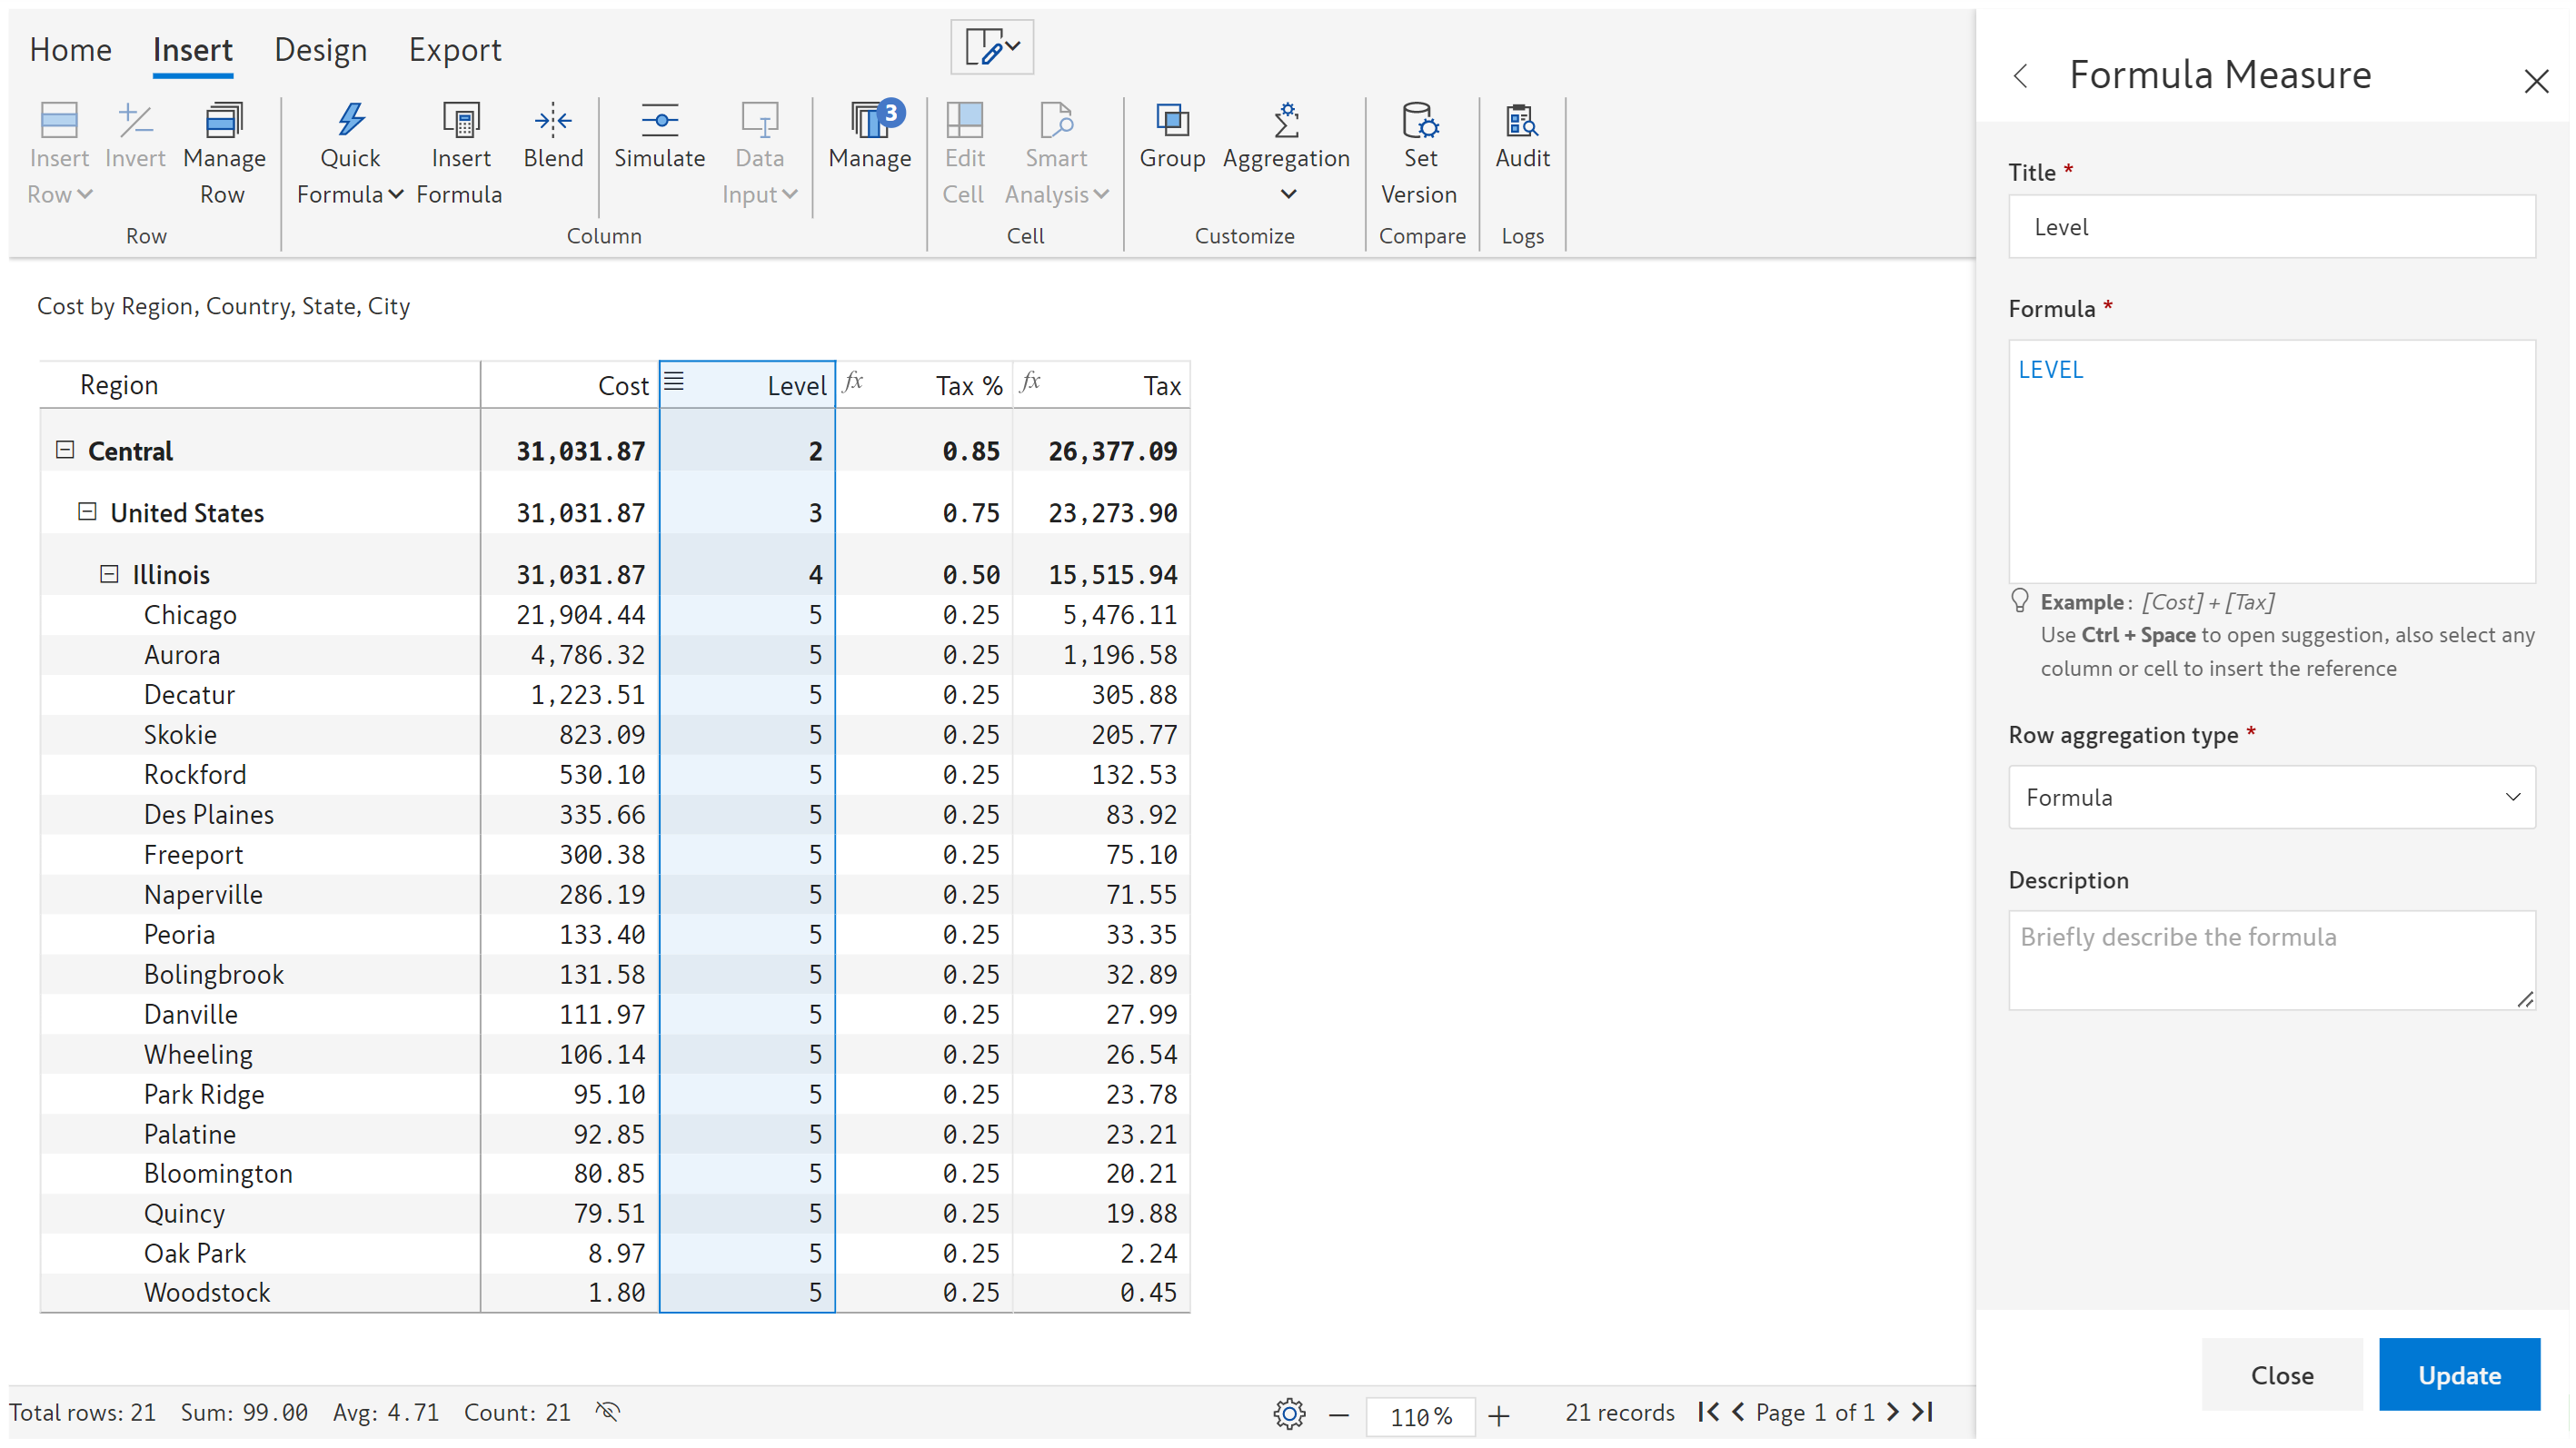 Home Insert Design Export
Insert Row Invert Manage Row Quick Formula Insert Formula Blend Simulate Data Input Manage 3 Edit Cell Smart Analysis Group Aggregation Set Version Audit
Row Column Cell Customize Compare Logs
Cost by Region, Country, State, City
Region Cost Level fx Tax % fx Tax
Central 31,031.87 2 0.85 26,377.09
United States 31,031.87 3 0.75 23,273.90
Illinois 31,031.87 4 0.50 15,515.94
Chicago 21,904.44 5 0.25 5,476.11
Aurora 4,786.32 5 0.25 1,196.58
Decatur 1,223.51 5 0.25 305.88
Skokie 823.09 5 0.25 205.77
Rockford 530.10 5 0.25 132.53
Des Plaines 335.66 5 0.25 83.92
Freeport 300.38 5 0.25 75.10
Naperville 286.19 5 0.25 71.55
Peoria 133.40 5 0.25 33.35
Bolingbrook 131.58 5 0.25 32.89
Danville 111.97 5 0.25 27.99
Wheeling 106.14 5 0.25 26.54
Park Ridge 95.10 5 0.25 23.78
Palatine 92.85 5 0.25 23.21
Bloomington 80.85 5 0.25 20.21
Quincy 79.51 5 0.25 19.88
Oak Park 8.97 5 0.25 2.24
Woodstock 1.80 5 0.25 0.45
Total rows: 21 Sum: 99.00 Avg: 4.71 Count: 21 110% 21 records Page 1 of 1
Formula Measure
Title *
Level
Formula *
LEVEL
Example : [Cost] + [Tax]
Use Ctrl + Space to open suggestion, also select any
column or cell to insert the reference
Row aggregation type *
Formula
Description
Briefly describe the formula
Close Update